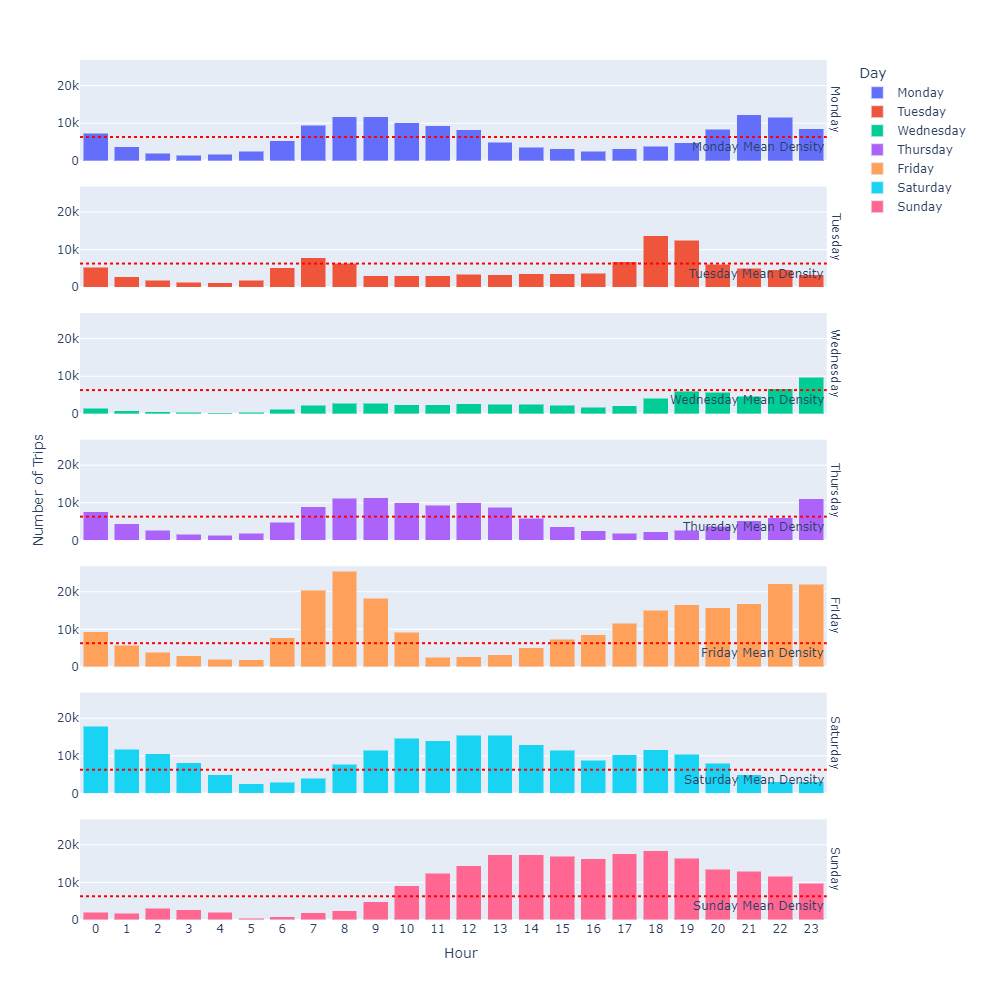 Day
Monday
Tuesday
Wednesday
Thursday
Friday
Saturday
Sunday
20k
10k
0
Monday Mean Density
Monday
20k
10k
0
Tuesday Mean Density
Tuesday
20k
10k
0
Wednesday Mean Density
Wednesday
Number of Trips
20k
10k
0
Thursday Mean Density
Thursday
20k
10k
0
Friday Mean Density
Friday
20k
10k
0
Saturday Mean Density
Saturday
20k
10k
0
Sunday Mean Density
Sunday
0 1 2 3 4 5 6 7 8 9 10 11 12 13 14 15 16 17 18 19 20 21 22 23
Hour